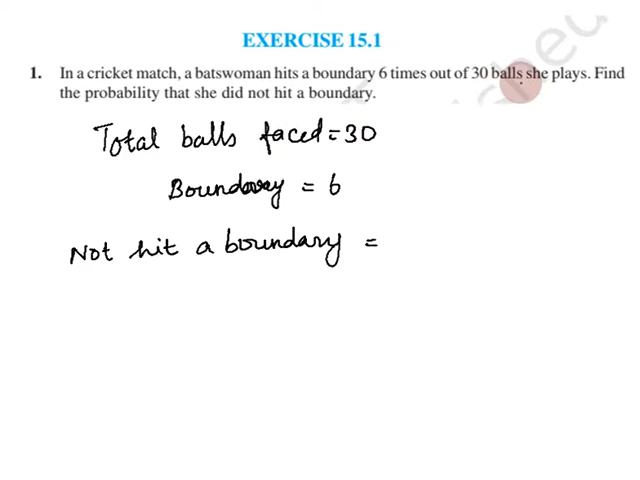 EXERCISE 15.1
1. In a cricket match, a batswoman hits a boundary 6 times out of 30 balls she plays. Find
the probability that she did not hit a boundary.
Total balls faced = 30
Boundary = 6
Not hit a boundary =